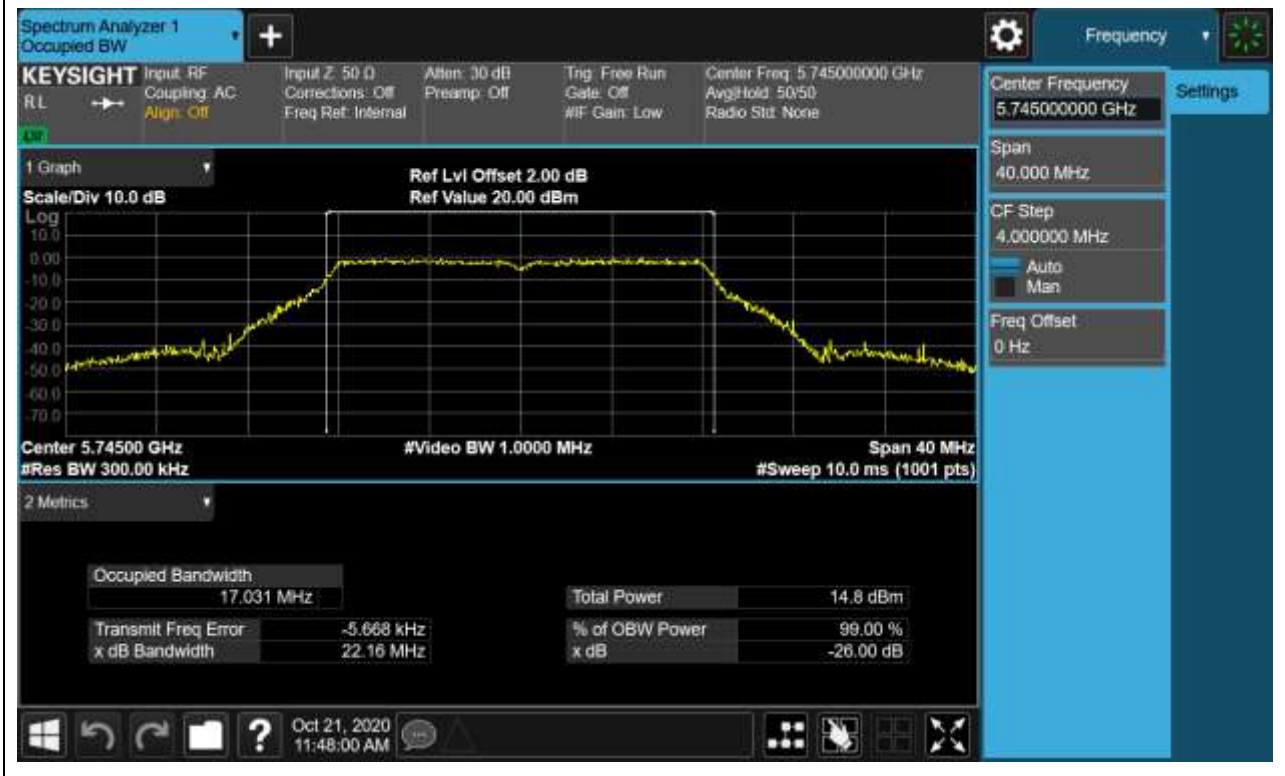 Spectrum Analyzer 1
Occupied BW
+
Frequency
KEYSIGHT
RL
Input: RF
Coupling: AC
Align: Off
Input Z: 50 Ω
Corrections: Off
Freq Ref: Internal
Atten: 30 dB
Preamp: Off
Trig: Free Run
Gate: Off
#IF Gain: Low
Center Freq: 5.745000000 GHz
Avg|Hold: 50/50
Radio Std: None
Center Frequency
5.745000000 GHz
Settings
Span
40.000 MHz
CF Step
4.000000 MHz
Auto
Man
Freq Offset
0 Hz
1 Graph
Scale/Div 10.0 dB
Ref Lvl Offset 2.00 dB
Ref Value 20.00 dBm
Log
10.0
0.00
-10.0
-20.0
-30.0
-40.0
-50.0
-60.0
-70.0
Center 5.74500 GHz
#Video BW 1.0000 MHz
Span 40 MHz
#Res BW 300.00 kHz
#Sweep 10.0 ms (1001 pts)
2 Metrics
Occupied Bandwidth
17.031 MHz
Total Power 14.8 dBm
Transmit Freq Error -5.668 kHz
% of OBW Power 99.00 %
x dB Bandwidth 22.16 MHz
x dB -26.00 dB
?
Oct 21, 2020
11:48:00 AM